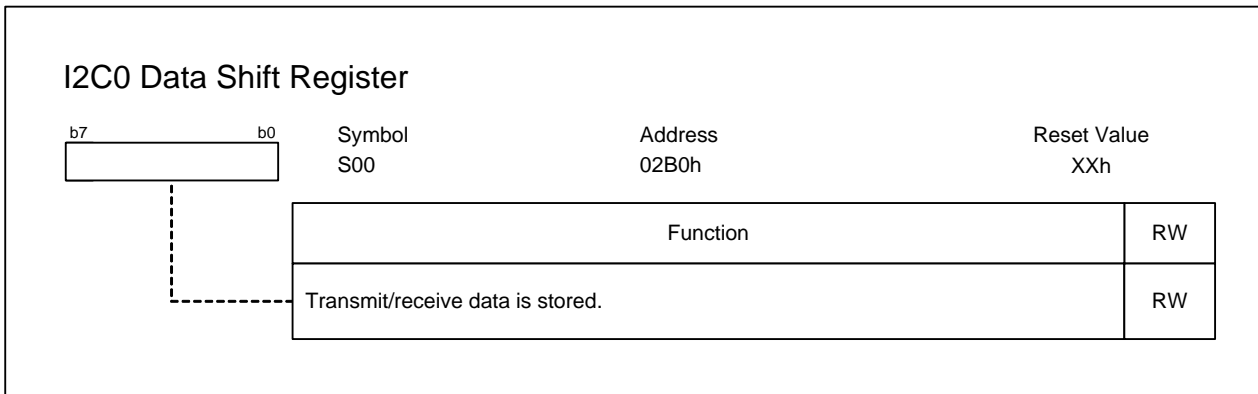 I2C0 Data Shift Register
b7 b0 Symbol Address Reset Value
S00 02B0h XXh
Function RW
Transmit/receive data is stored. RW